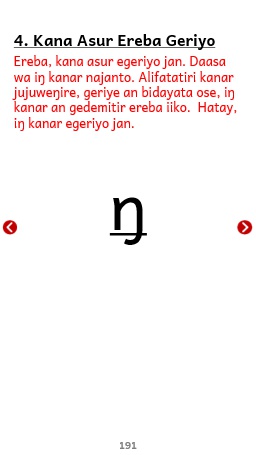 4. Kana Asur Ereba Geriyo
Ereba, kana asur egeriyo jan. Daasa
wa iŋ kanar najanto. Alifatatiri kanar
jujuweŋire, geriye an bidayata ose, iŋ
kanar an gedemitir ereba iiko. Hatay,
iŋ kanar egeriyo jan.
ŋ
191